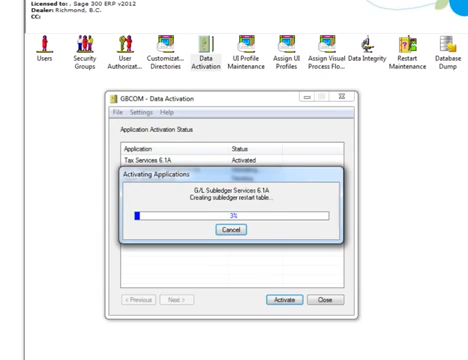 Licensed to: , Sage 300 ERP v2012
Dealer: Richmond, B.C.
CC:
Users
Security Groups
User Authorizat...
Customizat... Directories
Data Activation
UI Profile Maintenance
Assign UI Profiles
Assign Visual Process Flo...
Data Integrity
Restart Maintenance
Database Dump
GBCOM - Data Activation
File Settings Help
Application Activation Status
Application Status
Tax Services 6.1A Activated
Activating Applications
G/L Subledger Services 6.1A
Creating subledger restart table...
3%
Cancel
< Previous Next > Activate Close